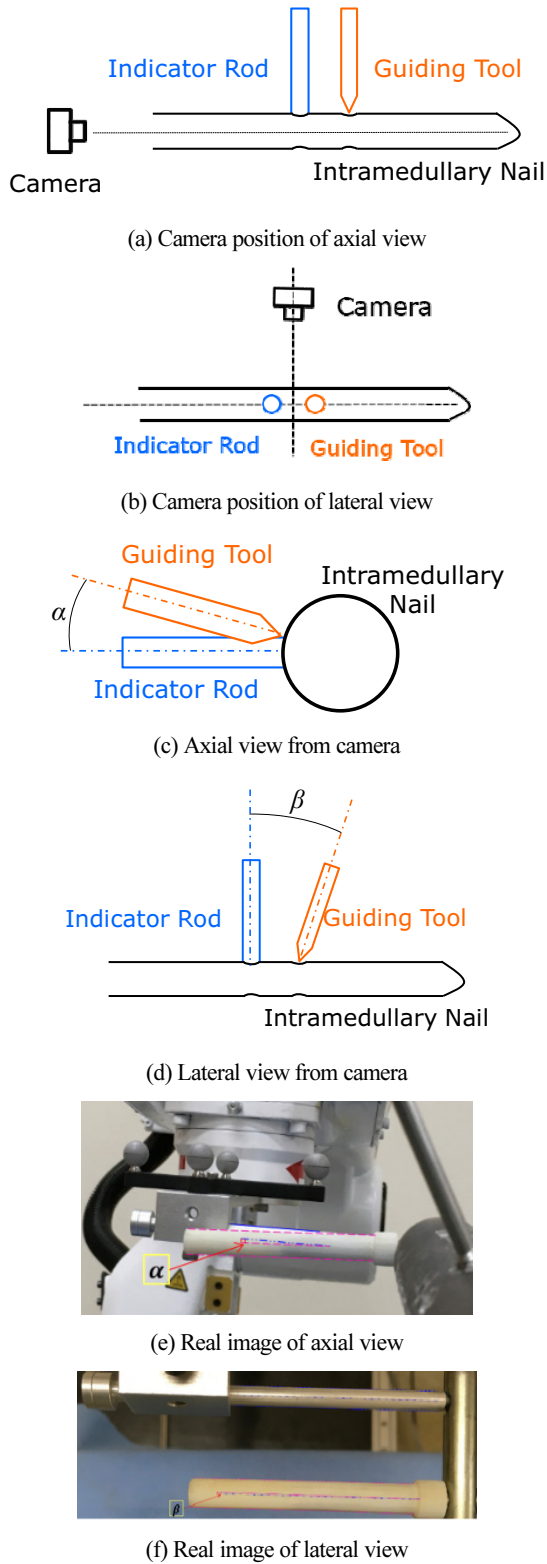 Indicator Rod
Guiding Tool
Camera
Intramedullary Nail
(a) Camera position of axial view
Camera
Indicator Rod
Guiding Tool
(b) Camera position of lateral view
Guiding Tool
Intramedullary
Nail
α
Indicator Rod
(c) Axial view from camera
β
Indicator Rod
Guiding Tool
Intramedullary Nail
(d) Lateral view from camera
α
(e) Real image of axial view
β
(f) Real image of lateral view